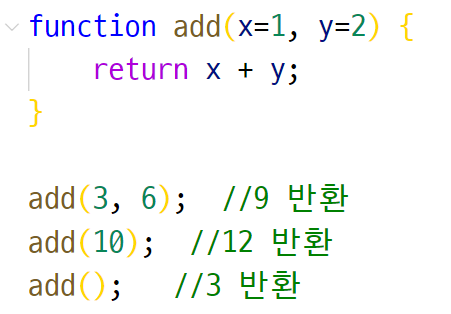 function add(x=1, y=2) {
    return x + y;
}
add(3, 6);  //9 반환
add(10);  //12 반환
add();   //3 반환